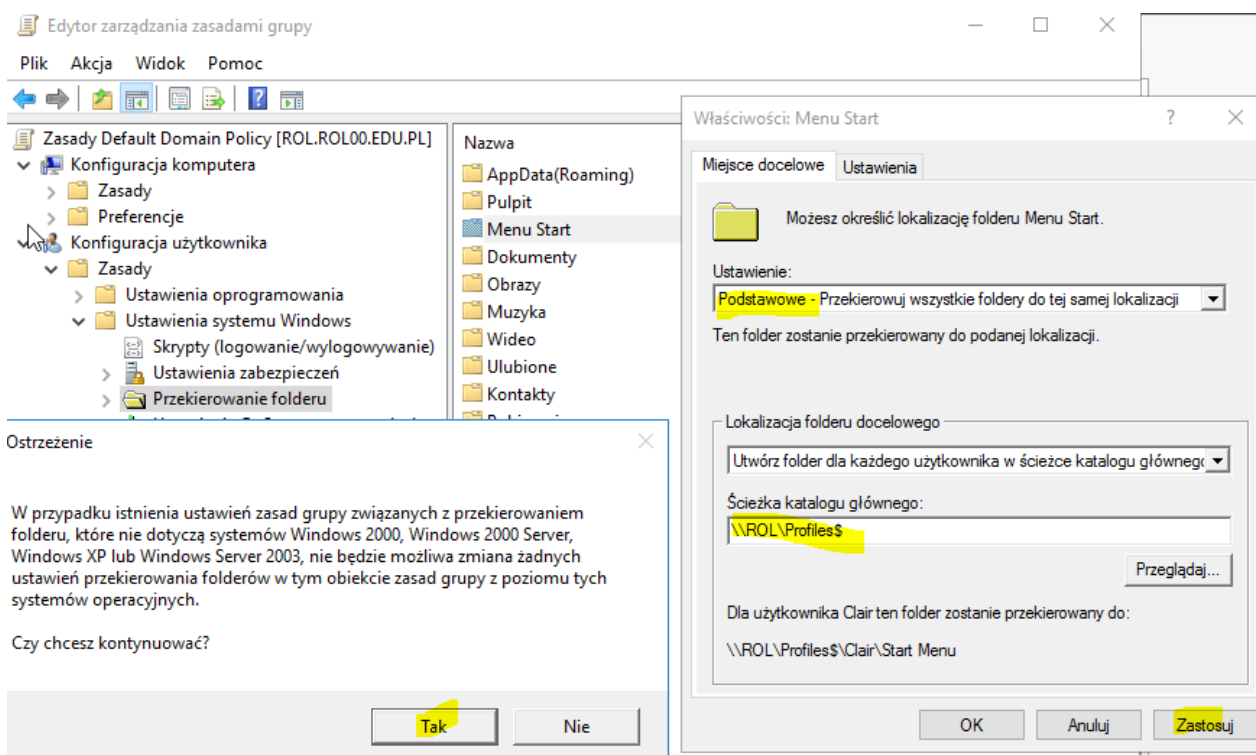 Edytor zarządzania zasadami grupy
Plik Akcja Widok Pomoc
Zasady Default Domain Policy [ROL.ROL00.EDU.PL]
Konfiguracja komputera
Zasady
Preferencje
Konfiguracja użytkownika
Zasady
Ustawienia oprogramowania
Ustawienia systemu Windows
Skrypty (logowanie/wylogowywanie)
Ustawienia zabezpieczeń
Przekierowanie folderu
Nazwa
AppData(Roaming)
Pulpit
Menu Start
Dokumenty
Obrazy
Muzyka
Wideo
Ulubione
Kontakty
Ostrzeżenie
W przypadku istnienia ustawień zasad grupy związanych z przekierowaniem
folderu, które nie dotyczą systemów Windows 2000, Windows 2000 Server,
Windows XP lub Windows Server 2003, nie będzie możliwa zmiana żadnych
ustawień przekierowania folderów w tym obiekcie zasad grupy z poziomu tych
systemów operacyjnych.
Czy chcesz kontynuować?
Tak Nie
Właściwości: Menu Start
Miejsce docelowe Ustawienia
Możesz określić lokalizację folderu Menu Start.
Ustawienie:
Podstawowe - Przekierowuj wszystkie foldery do tej samej lokalizacji
Ten folder zostanie przekierowany do podanej lokalizacji.
Lokalizacja folderu docelowego
Utwórz folder dla każdego użytkownika w ścieżce katalogu głównego
Ścieżka katalogu głównego:
\\ROL\Profiles$
Przeglądaj...
Dla użytkownika Clair ten folder zostanie przekierowany do:
\\ROL\Profiles$\Clair\Start Menu
OK Anuluj Zastosuj